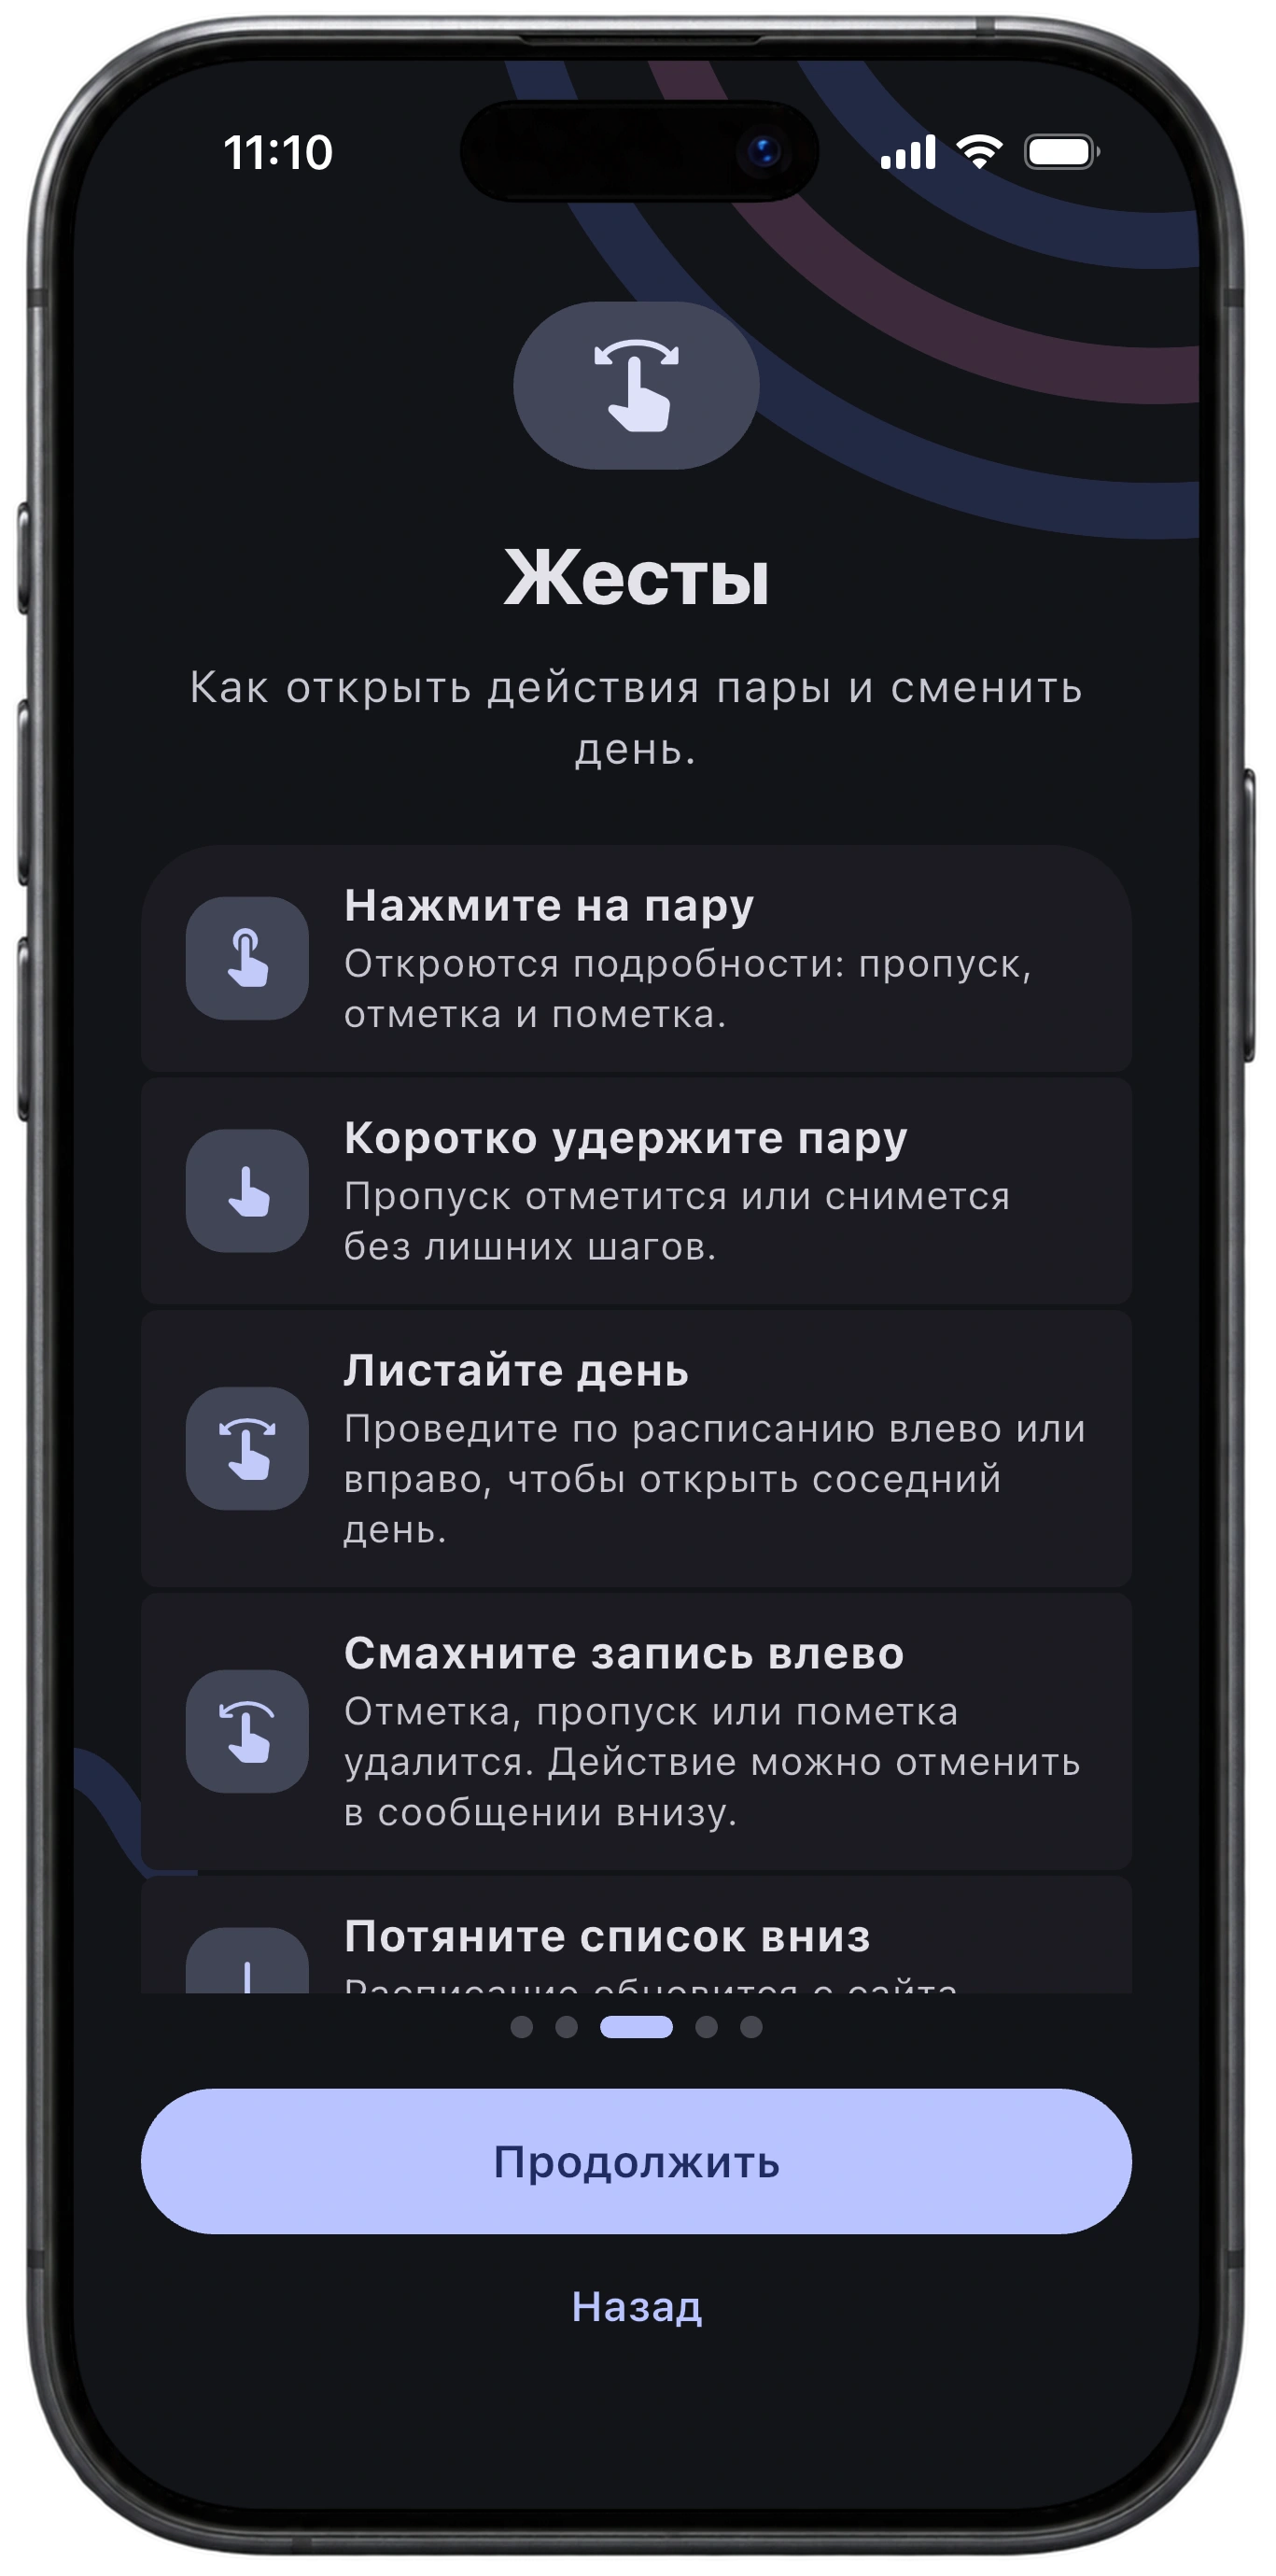 11:10
Жесты
Как открыть действия пары и сменить
день.
Нажмите на пару
Откроются подробности: пропуск,
отметка и пометка.
Коротко удержите пару
Пропуск отметится или снимется
без лишних шагов.
Листайте день
Проведите по расписанию влево или
вправо, чтобы открыть соседний
день.
Смахните запись влево
Отметка, пропуск или пометка
удалится. Действие можно отменить
в сообщении внизу.
Потяните список вниз
Расписание обновится с сайта
Продолжить
Назад